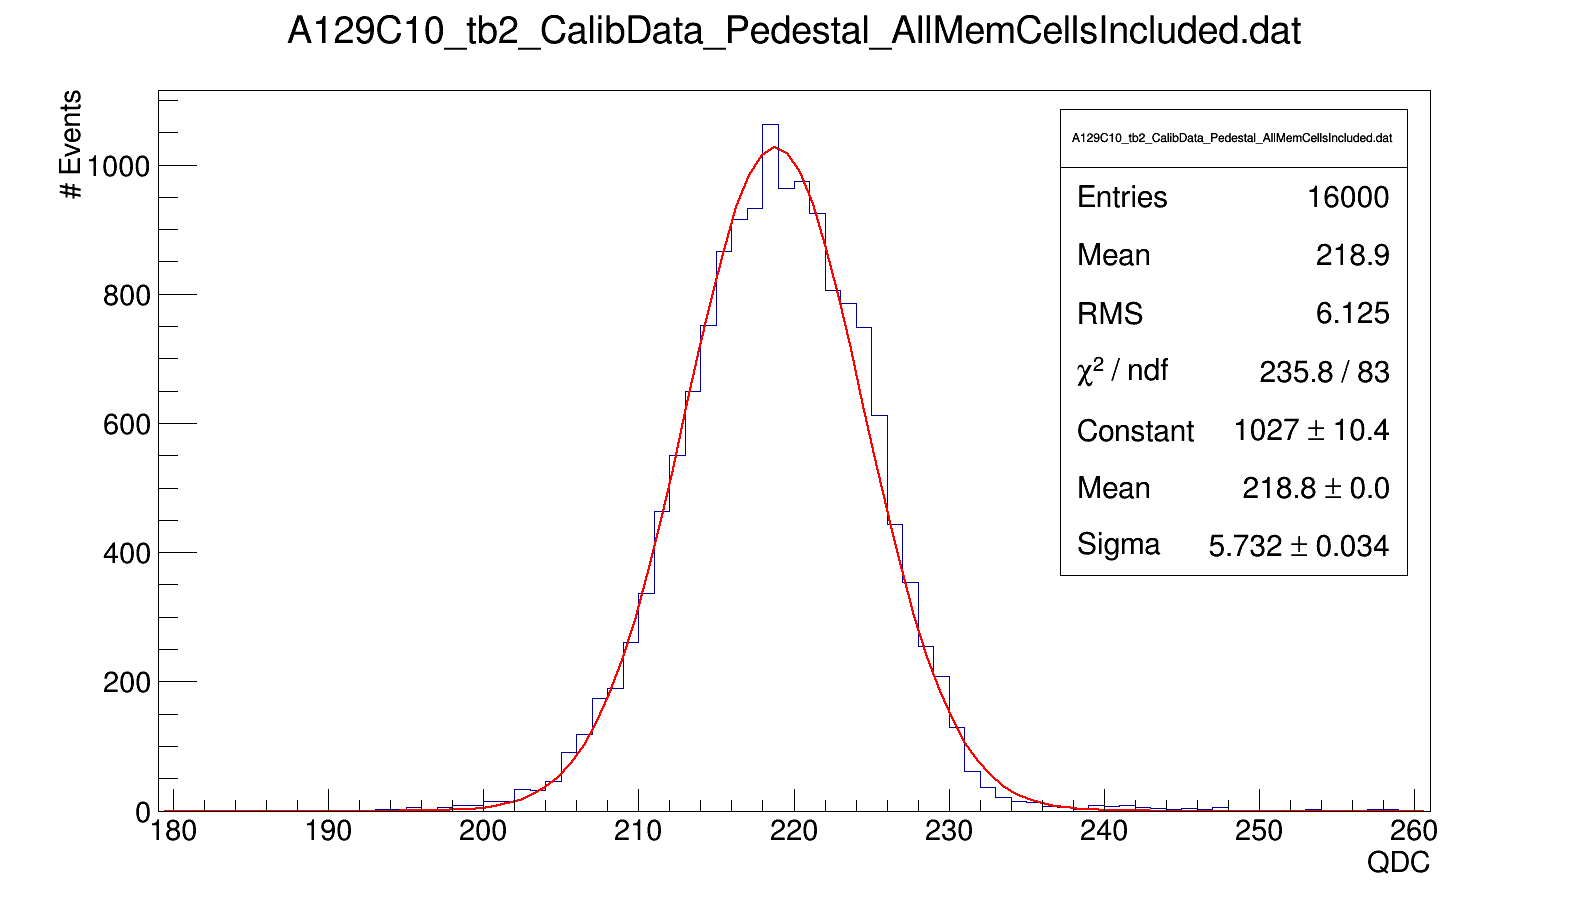 A129C10_tb2_CalibData_Pedestal_AllMemCellsIncluded.dat
# Events
1000
800
600
400
200
0
A129C10_tb2_CalibData_Pedestal_AllMemCellsIncluded.dat
Entries 16000
Mean 218.9
RMS 6.125
χ² / ndf 235.8 / 83
Constant 1027 ± 10.4
Mean 218.8 ± 0.0
Sigma 5.732 ± 0.034
180 190 200 210 220 230 240 250 260
QDC